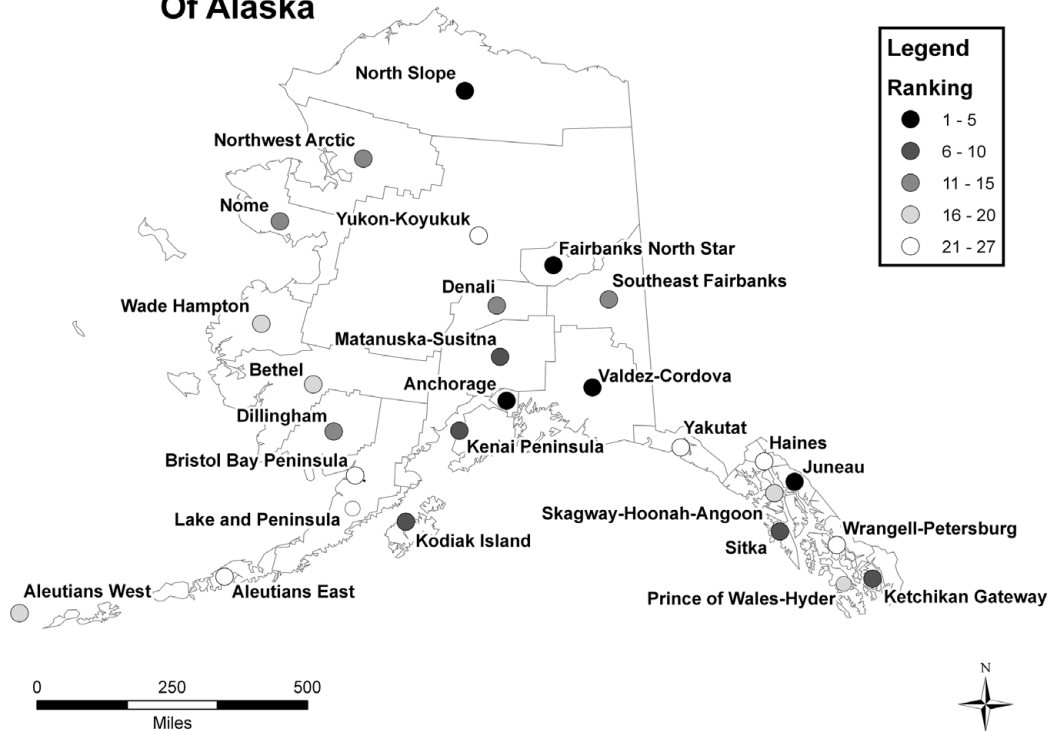 Of Alaska
Legend
Ranking
1 - 5
6 - 10
11 - 15
16 - 20
21 - 27
North Slope
Northwest Arctic
Nome
Yukon-Koyukuk
Fairbanks North Star
Southeast Fairbanks
Denali
Wade Hampton
Matanuska-Susitna
Bethel
Anchorage
Valdez-Cordova
Dillingham
Kenai Peninsula
Yakutat
Haines
Bristol Bay Peninsula
Juneau
Lake and Peninsula
Skagway-Hoonah-Angoon
Kodiak Island
Wrangell-Petersburg
Sitka
Aleutians West
Aleutians East
Prince of Wales-Hyder
Ketchikan Gateway
0 250 500
Miles
N